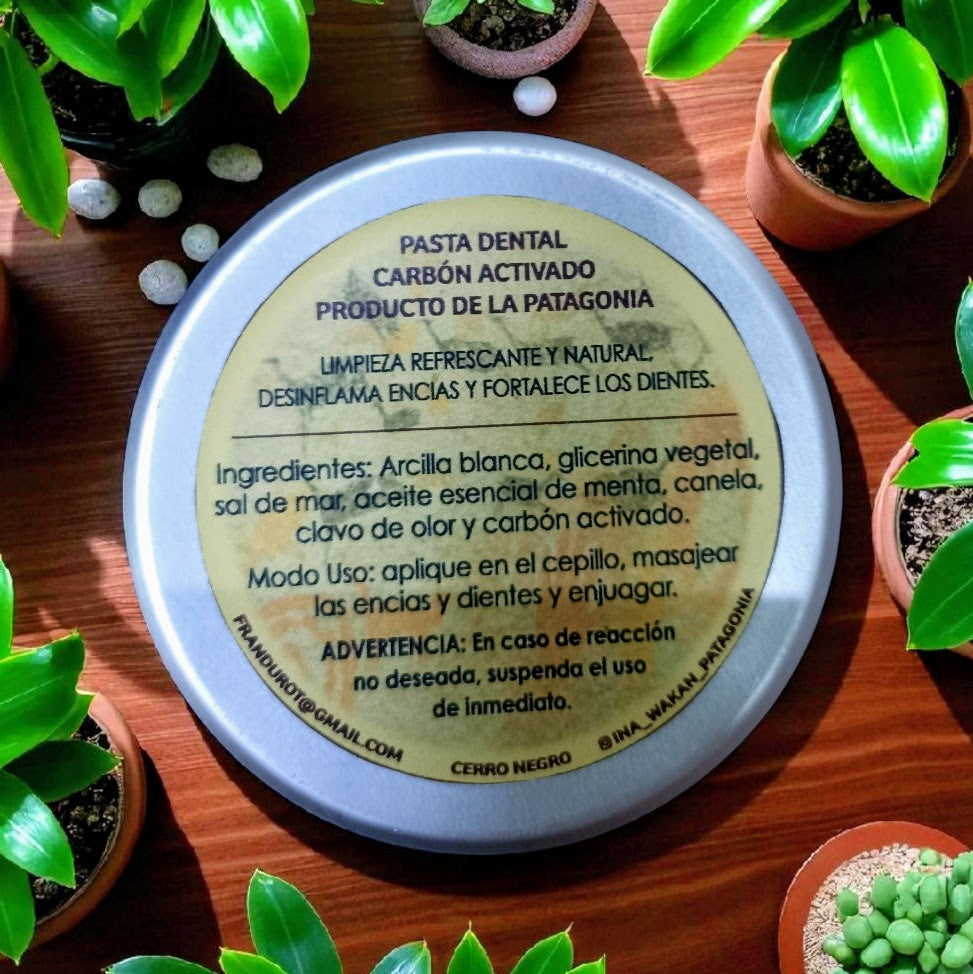 PASTA DENTAL
CARBÓN ACTIVADO
PRODUCTO DE LA PATAGONIA
LIMPIEZA REFRESCANTE Y NATURAL,
DESINFLAMA ENCIAS Y FORTALECE LOS DIENTES.
Ingredientes: Arcilla blanca, glicerina vegetal,
sal de mar, aceite esencial de menta, canela,
clavo de olor y carbón activado.
Modo Uso: aplique en el cepillo, masajear
las encias y dientes y enjuagar.
ADVERTENCIA: En caso de reacción
no deseada, suspenda el uso
de inmediato.
FRANDUROT@GMAIL.COM
CERRO NEGRO
@INA_WAKAN_PATAGONIA